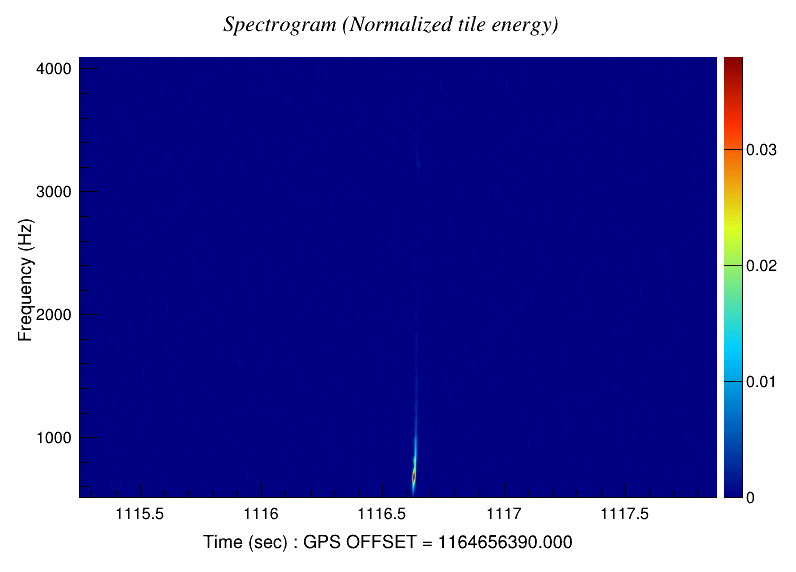 Spectrogram (Normalized tile energy)
4000
3000
2000
1000
Frequency (Hz)
0.03
0.02
0.01
0
1115.5 1116 1116.5 1117 1117.5
Time (sec) : GPS OFFSET = 1164656390.000